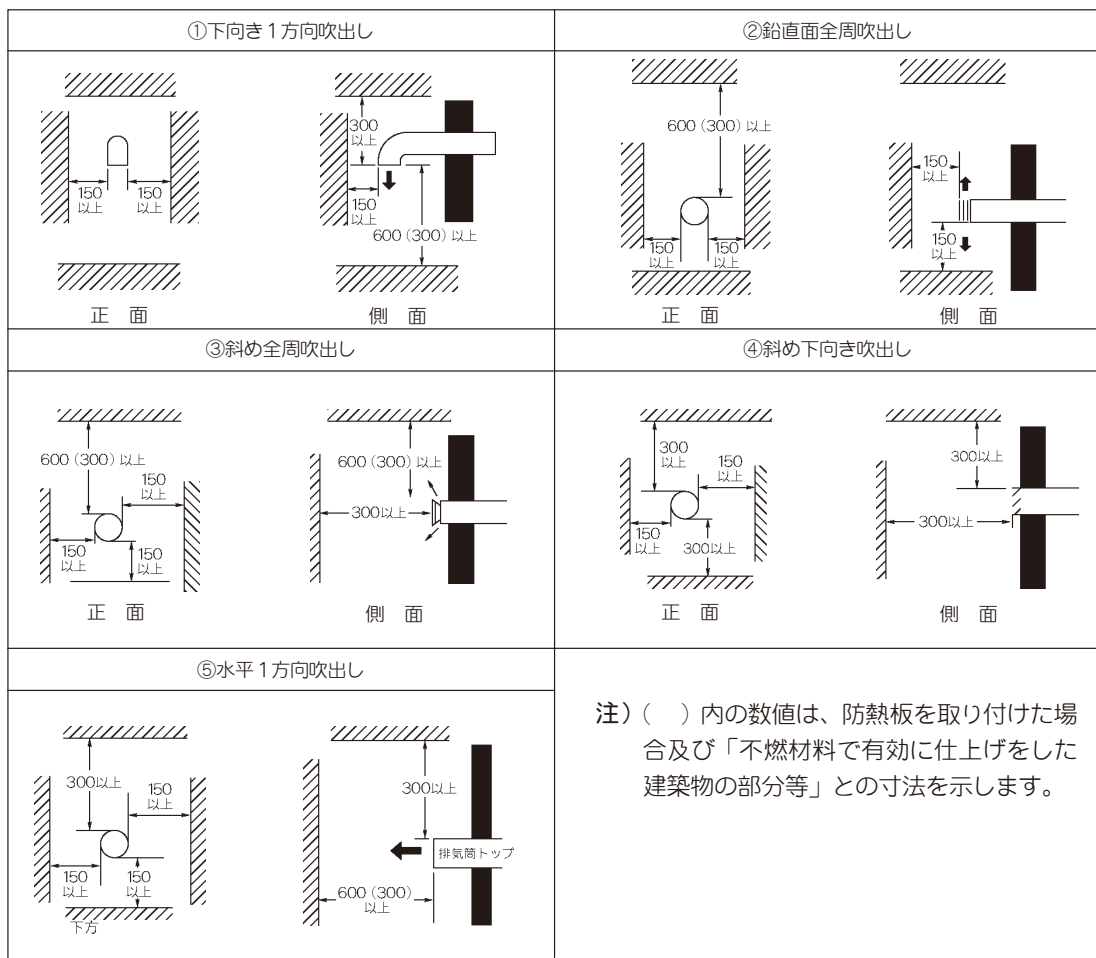 ①下向き1方向吹出し
150
以上
150
以上
正 面
300
以上
150
以上
600(300)以上
側 面
②鉛直面全周吹出し
600(300)以上
150
以上
150
以上
正 面
150
以上
150
以上
側 面
③斜め全周吹出し
600(300)以上
150
以上
150
以上
150
以上
正 面
600(300)以上
300以上
側 面
④斜め下向き吹出し
300
以上
150
以上
150
以上
300以上
正 面
300以上
300以上
側 面
⑤水平1方向吹出し
300以上
150
以上
150
以上
150
以上
下方
300以上
排気筒トップ
600(300)
以上
注)( )内の数値は、防熱板を取り付けた場
合及び「不燃材料で有効に仕上げをした
建築物の部分等」との寸法を示します。